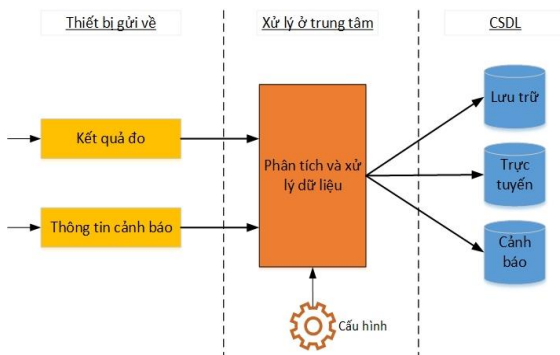 Thiết bị gửi về
Xử lý ở trung tâm
CSDL
Kết quả đo
Thông tin cảnh báo
Phân tích và xử
lý dữ liệu
Cấu hình
Lưu trữ
Trực
tuyến
Cảnh
báo